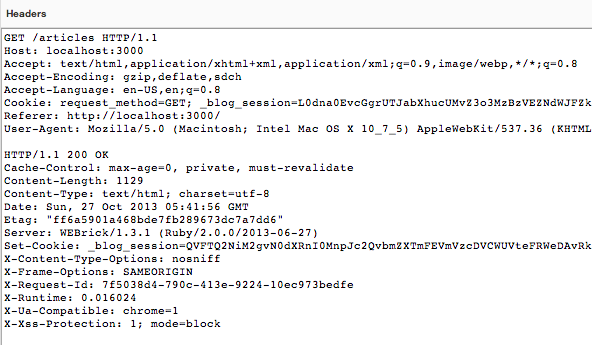 Headers
GET /articles HTTP/1.1
Host: localhost:3000
Accept: text/html,application/xhtml+xml,application/xml;q=0.9,image/webp,*/*;q=0.8
Accept-Encoding: gzip,deflate,sdch
Accept-Language: en-US,en;q=0.8
Cookie: request_method=GET; _blog_session=L0dna0EvcGgrUTJabXhucUMvZ3o3MzBzVEZNdWJFZk
Referer: http://localhost:3000/
User-Agent: Mozilla/5.0 (Macintosh; Intel Mac OS X 10_7_5) AppleWebKit/537.36 (KHTML
HTTP/1.1 200 OK
Cache-Control: max-age=0, private, must-revalidate
Content-Length: 1129
Content-Type: text/html; charset=utf-8
Date: Sun, 27 Oct 2013 05:41:56 GMT
Etag: "ff6a5901a468bde7fb289673dc7a7dd6"
Server: WEBrick/1.3.1 (Ruby/2.0.0/2013-06-27)
Set-Cookie: _blog_session=QVFTQ2NiM2gvN0dXRnI0MnpJc2QvbmZXTmFEVmVzcDVCWUVteFRWeDAvRk
X-Content-Type-Options: nosniff
X-Frame-Options: SAMEORIGIN
X-Request-Id: 7f5038d4-790c-413e-9224-10ec973bedfe
X-Runtime: 0.016024
X-Ua-Compatible: chrome=1
X-Xss-Protection: 1; mode=block